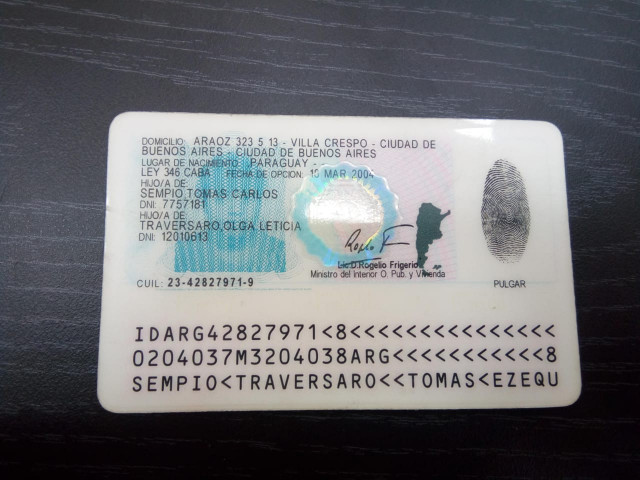 DOMICILIO: ARAOZ 323 5 13 - VILLA CRESPO - CIUDAD DE
BUENOS AIRES - CIUDAD DE BUENOS AIRES
LUGAR DE NACIMIENTO: PARAGUAY -
LEY 346 CABA FECHA DE OPCION: MAR 2004
HIJO/A DE:
SEMPIO, TOMAS CARLOS
DNI: 7757181
HIJO/A DE:
TRAVERSARO, OLGA LETICIA
DNI: 12010613
Lic. D. Rogelio Frigerio
Ministro del Interior O. Pub. y Vivienda
CUIL: 23-42827971-9
PULGAR
IDARG42827971<8<<<<<<<<<<<<<<<
0204037M3204038ARG<<<<<<<<<<<8
SEMPIO<TRAVERSARO<<TOMAS<EZEQU